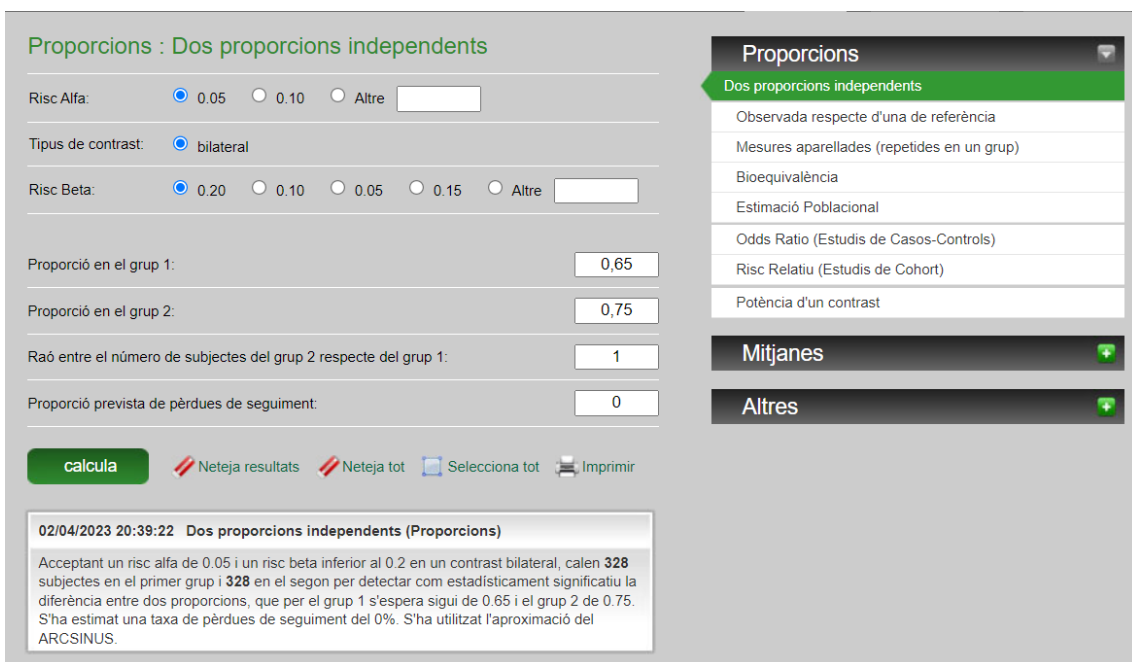 Proporcions : Dos proporcions independents
Risc Alfa: 0.05 0.10 Altre
Tipus de contrast: bilateral
Risc Beta: 0.20 0.10 0.05 0.15 Altre
Proporció en el grup 1: 0,65
Proporció en el grup 2: 0,75
Raó entre el número de subjectes del grup 2 respecte del grup 1: 1
Proporció prevista de pèrdues de seguiment: 0
calcula Neteja resultats Neteja tot Selecciona tot Imprimir
02/04/2023 20:39:22 Dos proporcions independents (Proporcions)
Acceptant un risc alfa de 0.05 i un risc beta inferior al 0.2 en un contrast bilateral, calen 328
subjectes en el primer grup i 328 en el segon per detectar com estadísticament significatiu la
diferència entre dos proporcions, que per el grup 1 s'espera sigui de 0.65 i el grup 2 de 0.75.
S'ha estimat una taxa de pèrdues de seguiment del 0%. S'ha utilitzat l'aproximació del
ARCSINUS.
Proporcions
Dos proporcions independents
Observada respecte d'una de referència
Mesures aparellades (repetides en un grup)
Bioequivalència
Estimació Poblacional
Odds Ratio (Estudis de Casos-Controls)
Risc Relatiu (Estudis de Cohort)
Potència d'un contrast
Mitjanes
Altres